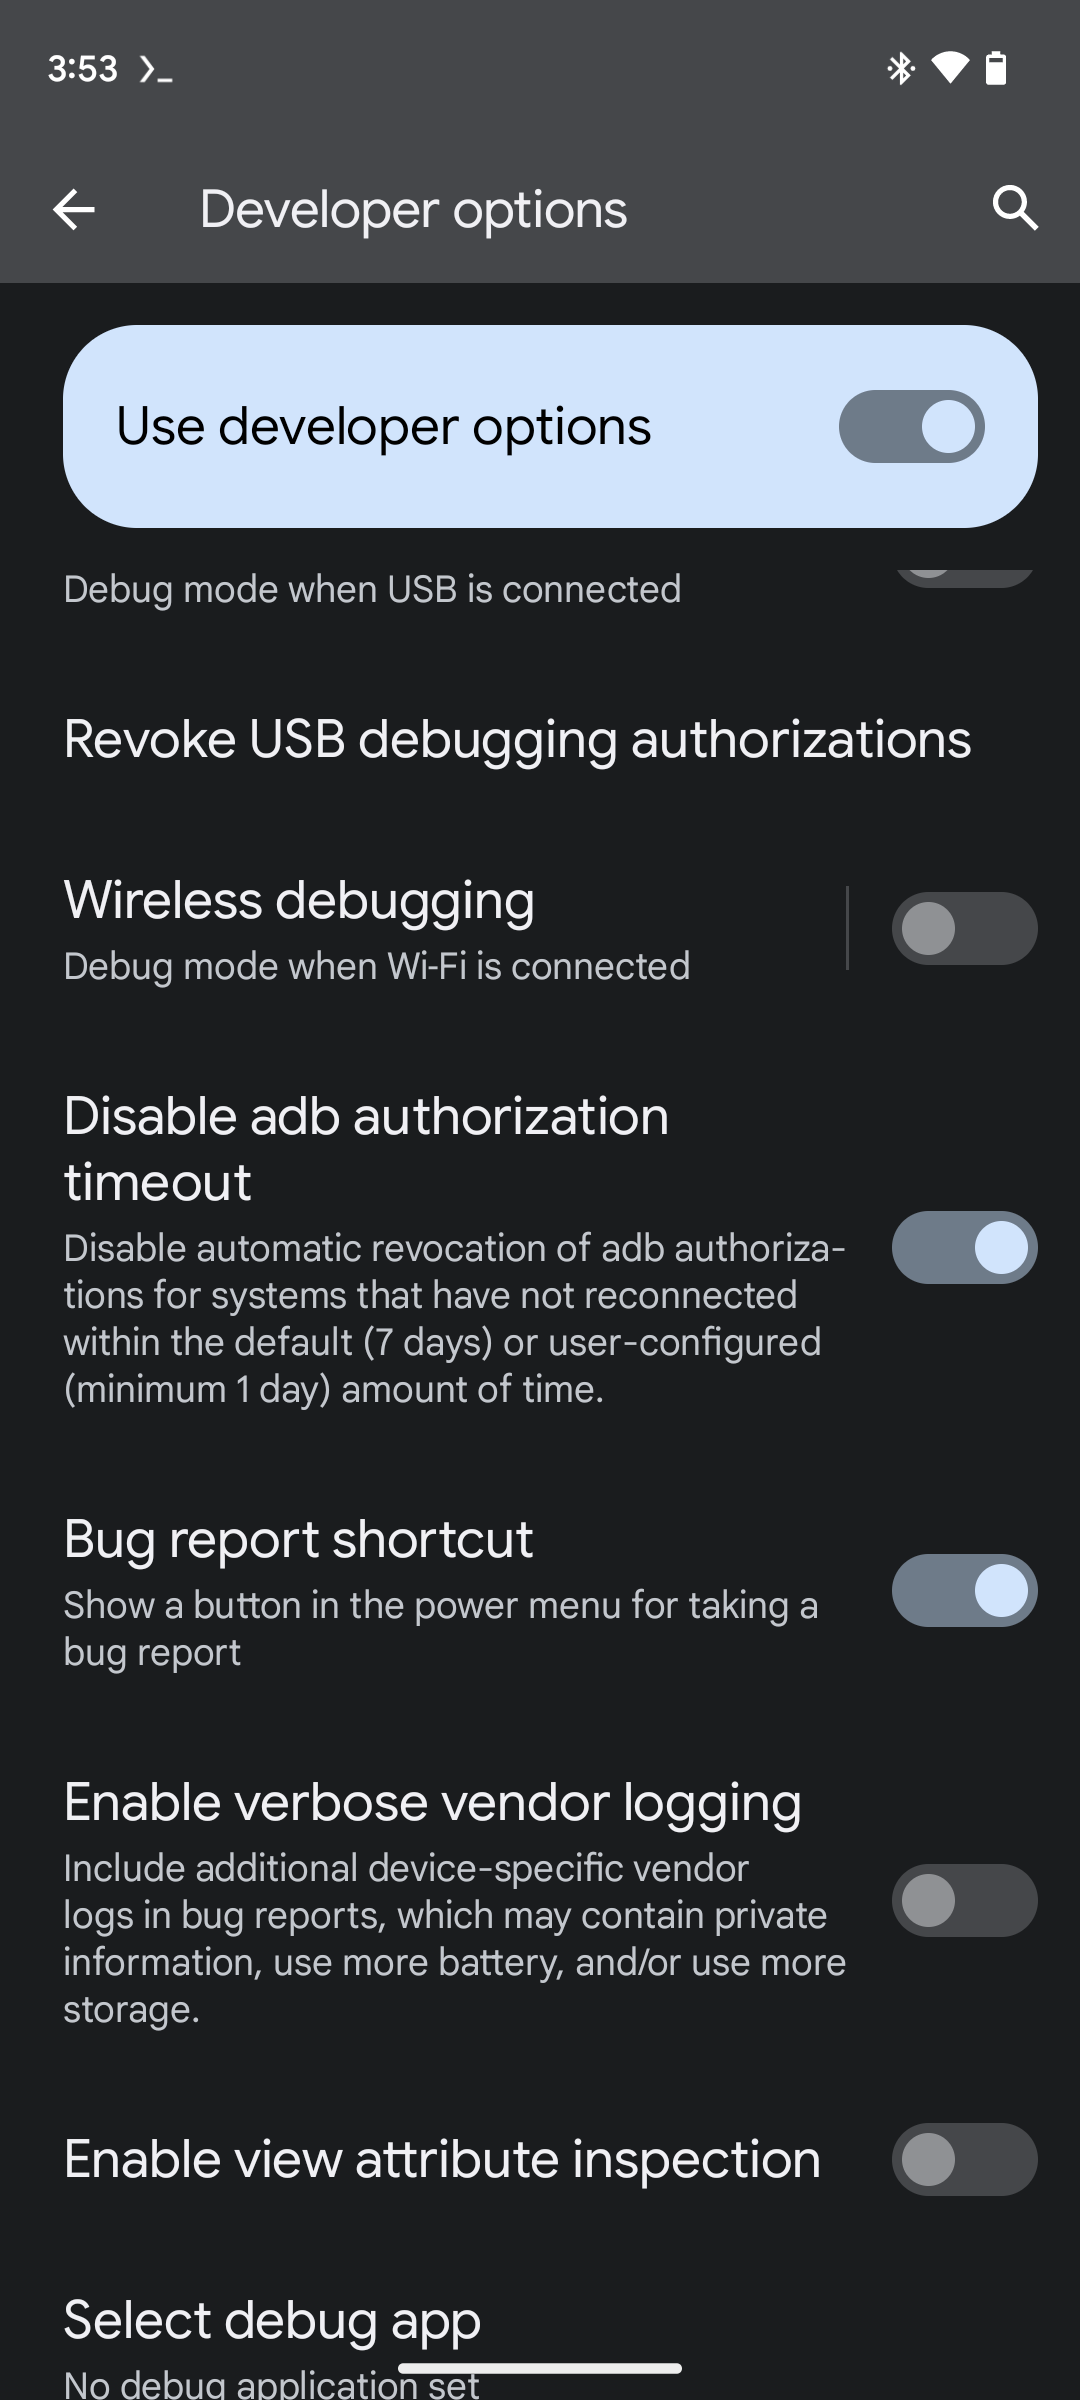 3:53
Developer options
Use developer options
Debug mode when USB is connected
Revoke USB debugging authorizations
Wireless debugging
Debug mode when Wi-Fi is connected
Disable adb authorization
timeout
Disable automatic revocation of adb authoriza-
tions for systems that have not reconnected
within the default (7 days) or user-configured
(minimum 1 day) amount of time.
Bug report shortcut
Show a button in the power menu for taking a
bug report
Enable verbose vendor logging
Include additional device-specific vendor
logs in bug reports, which may contain private
information, use more battery, and/or use more
storage.
Enable view attribute inspection
Select debug app
No debug application set